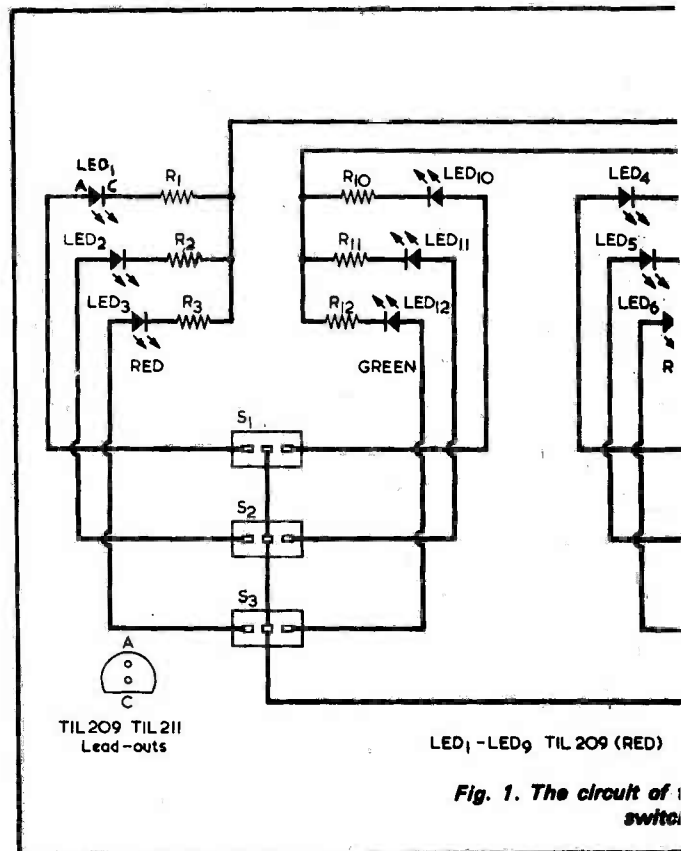 LED1 R1 R10 LED10 LED4
A C
LED2 R2 R11 LED11 LED5
LED3 R3 R12 LED12 LED6
RED GREEN
S1
S2
S3
A
C
TIL209 TIL211
Lead-outs
LED1-LED9 TIL 209 (RED)
Fig. 1. The circuit of
switc